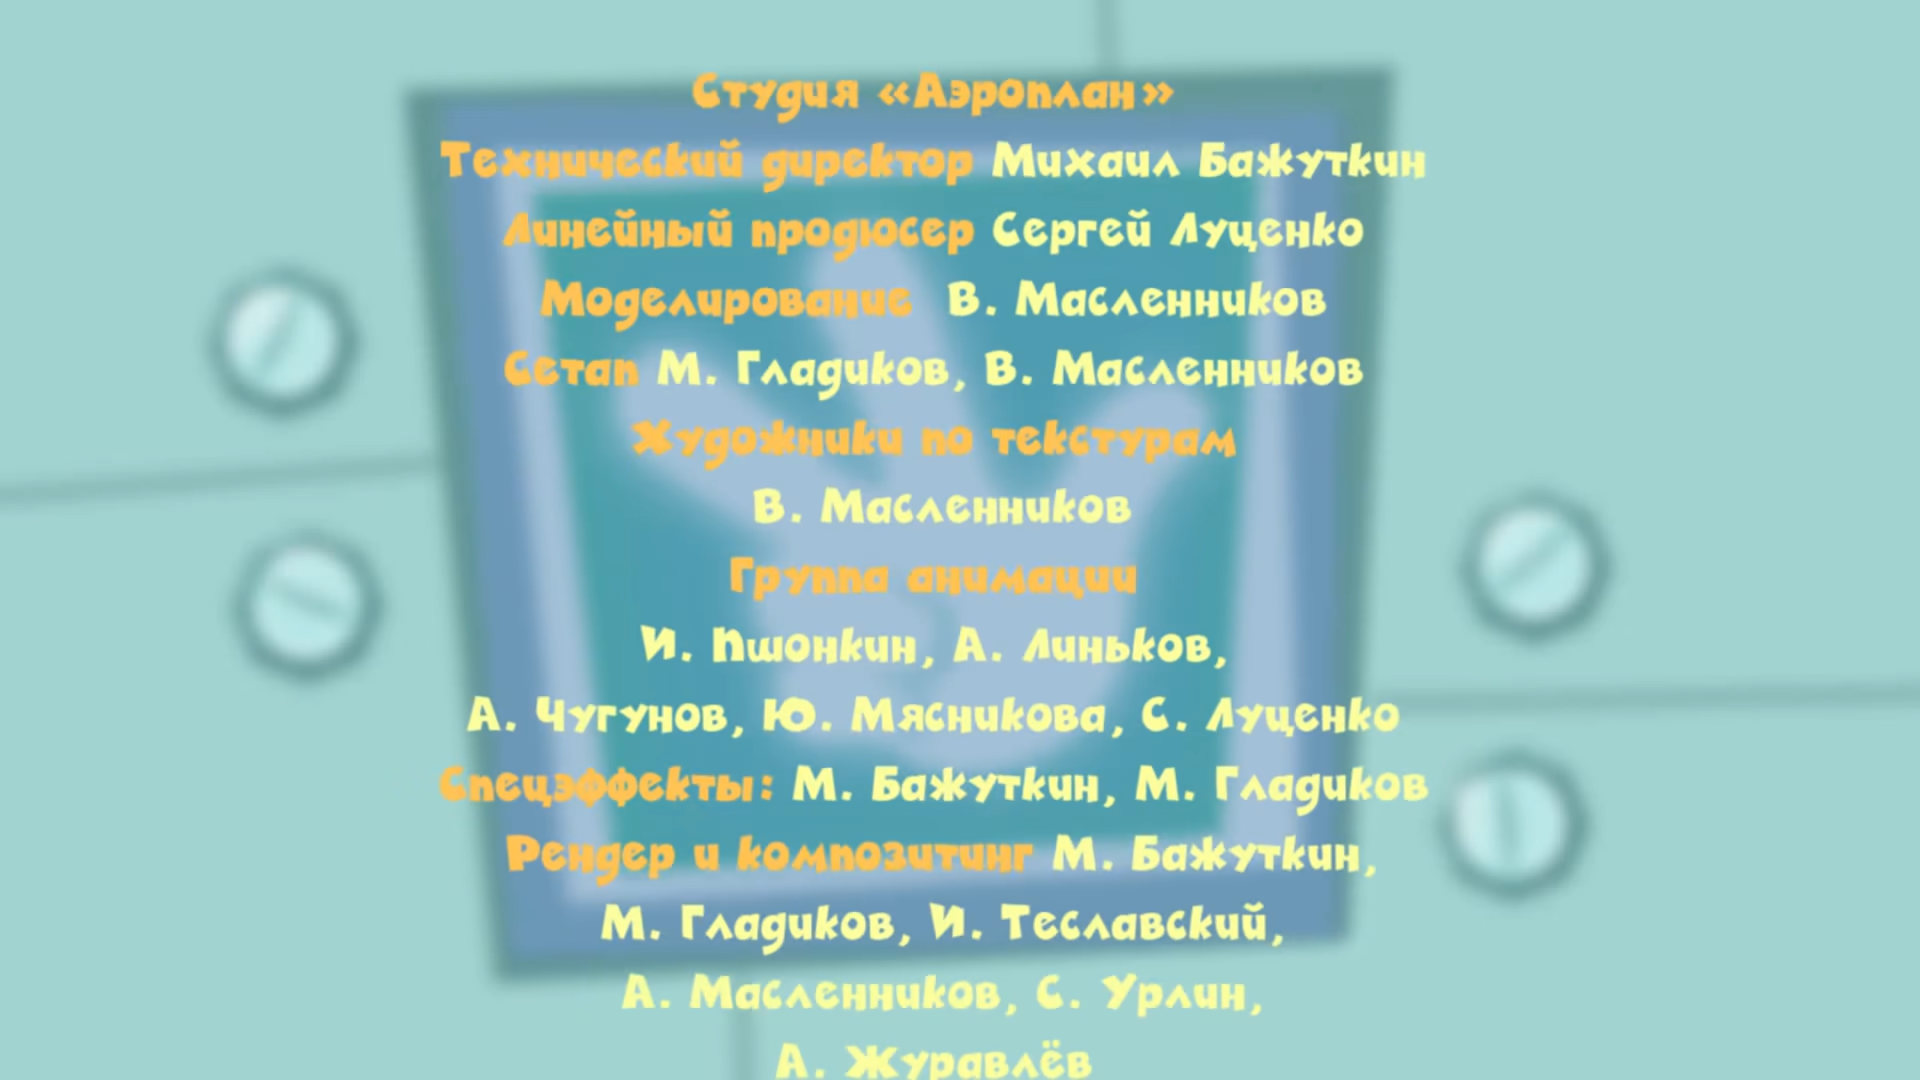 Студия «Аэроплан»
Технический директор Михаил Бажуткин
Линейный продюсер Сергей Луценко
Моделирование В. Масленников
Сетап М. Гладиков, В. Масленников
Художники по текстурам
В. Масленников
Группа анимации
И. Пшонкин, А. Линьков,
А. Чугунов, Ю. Мясникова, С. Луценко
Спецэффекты: М. Бажуткин, М. Гладиков
Рендер и композитинг М. Бажуткин,
М. Гладиков, И. Теславский,
А. Масленников, С. Урлин,
А. Журавлёв